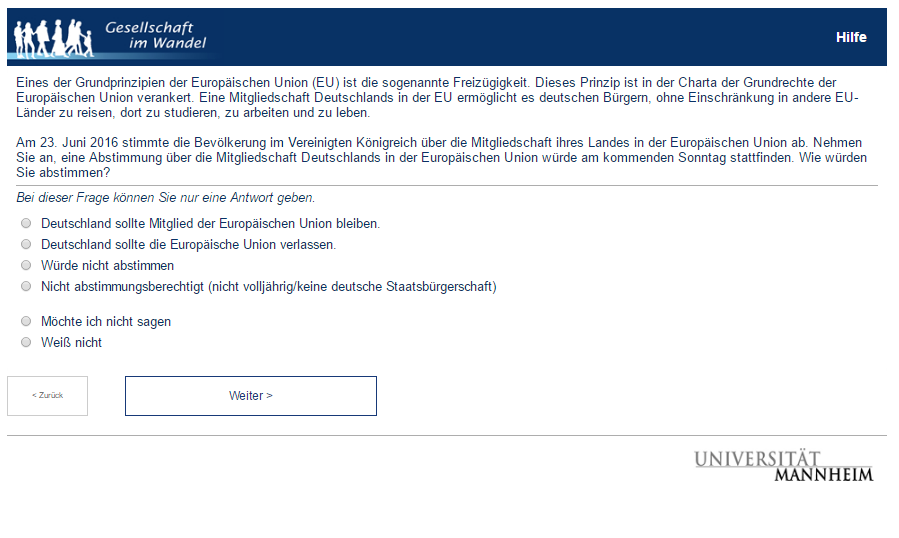 Gesellschaft
im Wandel
Hilfe
Eines der Grundprinzipien der Europäischen Union (EU) ist die sogenannte Freizügigkeit. Dieses Prinzip ist in der Charta der Grundrechte der
Europäischen Union verankert. Eine Mitgliedschaft Deutschlands in der EU ermöglicht es deutschen Bürgern, ohne Einschränkung in andere EU-
Länder zu reisen, dort zu studieren, zu arbeiten und zu leben.
Am 23. Juni 2016 stimmte die Bevölkerung im Vereinigten Königreich über die Mitgliedschaft ihres Landes in der Europäischen Union ab. Nehmen
Sie an, eine Abstimmung über die Mitgliedschaft Deutschlands in der Europäischen Union würde am kommenden Sonntag stattfinden. Wie würden
Sie abstimmen?
Bei dieser Frage können Sie nur eine Antwort geben.
Deutschland sollte Mitglied der Europäischen Union bleiben.
Deutschland sollte die Europäische Union verlassen.
Würde nicht abstimmen
Nicht abstimmungsberechtigt (nicht volljährig/keine deutsche Staatsbürgerschaft)
Möchte ich nicht sagen
Weiß nicht
< Zurück
Weiter >
UNIVERSITÄT
MANNHEIM